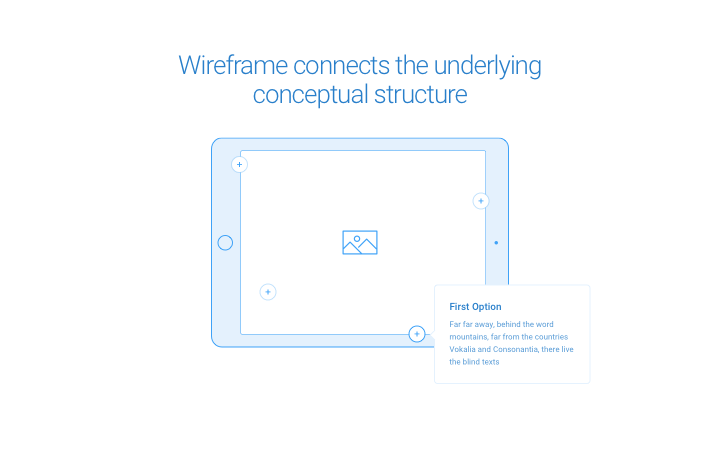 Wireframe connects the underlying
conceptual structure
First Option
Far far away, behind the word
mountains, far from the countries
Vokalia and Consonantia, there live
the blind texts